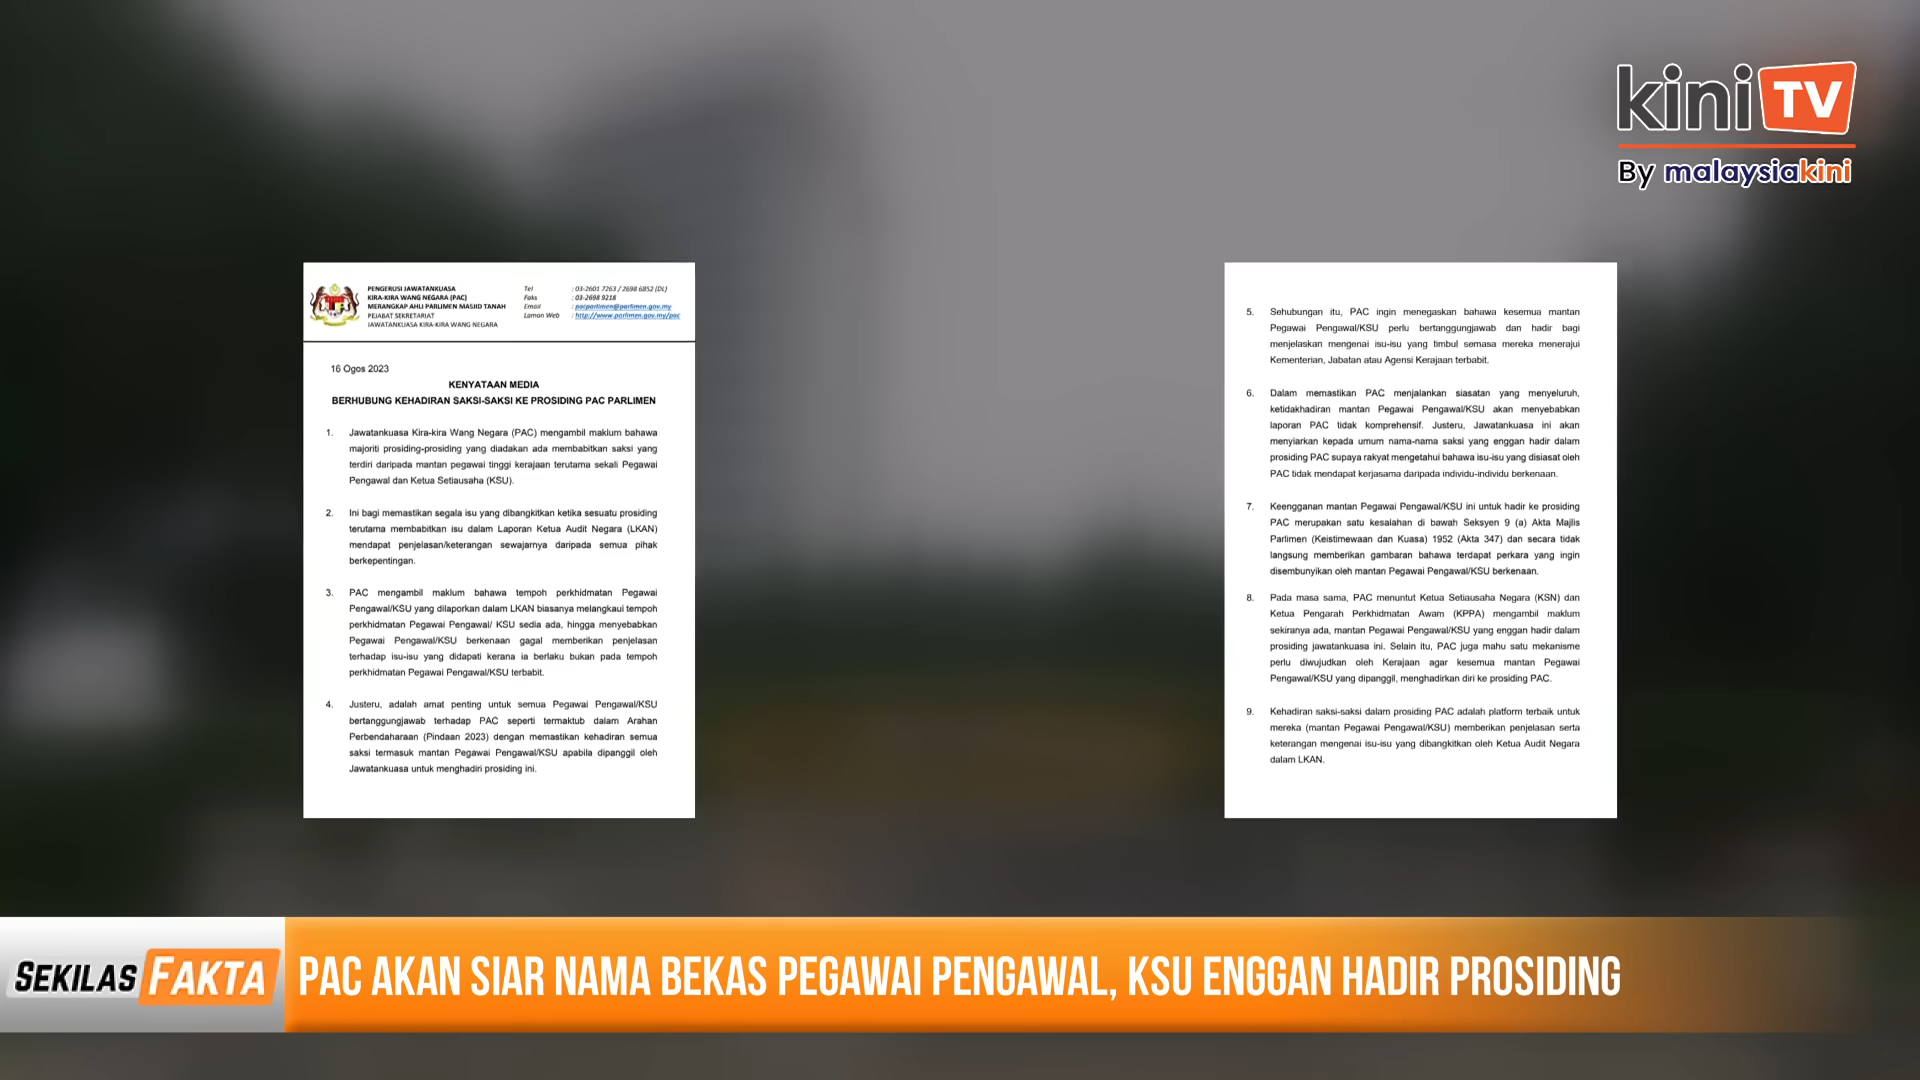 kini TV
By malaysiakini
PENGERUSI JAWATANKUASA
KIRA-KIRA WANG NEGARA (PAC)
MERANGKAP AHLI PARLIMEN MASJID TANAH
PEJABAT SEKRETARIAT
JAWATANKUASA KIRA-KIRA WANG NEGARA
Tel : 03-2601 7263 / 2698 6852 (DL)
Faks : 03-2698 9218
Email : pacparlimen@parlimen.gov.my
Laman Web : http://www.parlimen.gov.my/pac
16 Ogos 2023
KENYATAAN MEDIA
BERHUBUNG KEHADIRAN SAKSI-SAKSI KE PROSIDING PAC PARLIMEN
1. Jawatankuasa Kira-kira Wang Negara (PAC) mengambil maklum bahawa
majoriti prosiding-prosiding yang diadakan ada membabitkan saksi yang
terdiri daripada mantan pegawai tinggi kerajaan terutama sekali Pegawai
Pengawal dan Ketua Setiausaha (KSU).
2. Ini bagi memastikan segala isu yang dibangkitkan ketika sesuatu prosiding
terutama membabitkan isu dalam Laporan Ketua Audit Negara (LKAN)
mendapat penjelasan/keterangan sewajarnya daripada semua pihak
berkepentingan.
3. PAC mengambil maklum bahawa tempoh perkhidmatan Pegawai
Pengawal/KSU yang dilaporkan dalam LKAN biasanya melangkaui tempoh
perkhidmatan Pegawai Pengawal/ KSU sedia ada, hingga menyebabkan
Pegawai Pengawal/KSU berkenaan gagal memberikan penjelasan
terhadap isu-isu yang didapati kerana ia berlaku bukan pada tempoh
perkhidmatan Pegawai Pengawal/KSU terbabit.
4. Justeru, adalah amat penting untuk semua Pegawai Pengawal/KSU
bertanggungjawab terhadap PAC seperti termaktub dalam Arahan
Perbendaharaan (Pindaan 2023) dengan memastikan kehadiran semua
saksi termasuk mantan Pegawai Pengawal/KSU apabila dipanggil oleh
Jawatankuasa untuk menghadiri prosiding ini.
5. Sehubungan itu, PAC ingin menegaskan bahawa kesemua mantan
Pegawai Pengawal/KSU perlu bertanggungjawab dan hadir bagi
menjelaskan mengenai isu-isu yang timbul semasa mereka menerajui
Kementerian, Jabatan atau Agensi Kerajaan terbabit.
6. Dalam memastikan PAC menjalankan siasatan yang menyeluruh,
ketidakhadiran mantan Pegawai Pengawal/KSU akan menyebabkan
laporan PAC tidak komprehensif. Justeru, Jawatankuasa ini akan
menyiarkan kepada umum nama-nama saksi yang enggan hadir dalam
prosiding PAC supaya rakyat mengetahui bahawa isu-isu yang disiasat oleh
PAC tidak mendapat kerjasama daripada individu-individu berkenaan.
7. Keengganan mantan Pegawai Pengawal/KSU ini untuk hadir ke prosiding
PAC merupakan satu kesalahan di bawah Seksyen 9 (a) Akta Majlis
Parlimen (Keistimewaan dan Kuasa) 1952 (Akta 347) dan secara tidak
langsung memberikan gambaran bahawa terdapat perkara yang ingin
disembunyikan oleh mantan Pegawai Pengawal/KSU berkenaan.
8. Pada masa sama, PAC menuntut Ketua Setiausaha Negara (KSN) dan
Ketua Pengarah Perkhidmatan Awam (KPPA) mengambil maklum
sekiranya ada, mantan Pegawai Pengawal/KSU yang enggan hadir dalam
prosiding jawatankuasa ini. Selain itu, PAC juga mahu satu mekanisme
perlu diwujudkan oleh Kerajaan agar kesemua mantan Pegawai
Pengawal/KSU yang dipanggil, menghadirkan diri ke prosiding PAC.
9. Kehadiran saksi-saksi dalam prosiding PAC adalah platform terbaik untuk
mereka (mantan Pegawai Pengawal/KSU) memberikan penjelasan serta
keterangan mengenai isu-isu yang dibangkitkan oleh Ketua Audit Negara
dalam LKAN.
SEKILAS FAKTA
PAC AKAN SIAR NAMA BEKAS PEGAWAI PENGAWAL, KSU ENGGAN HADIR PROSIDING